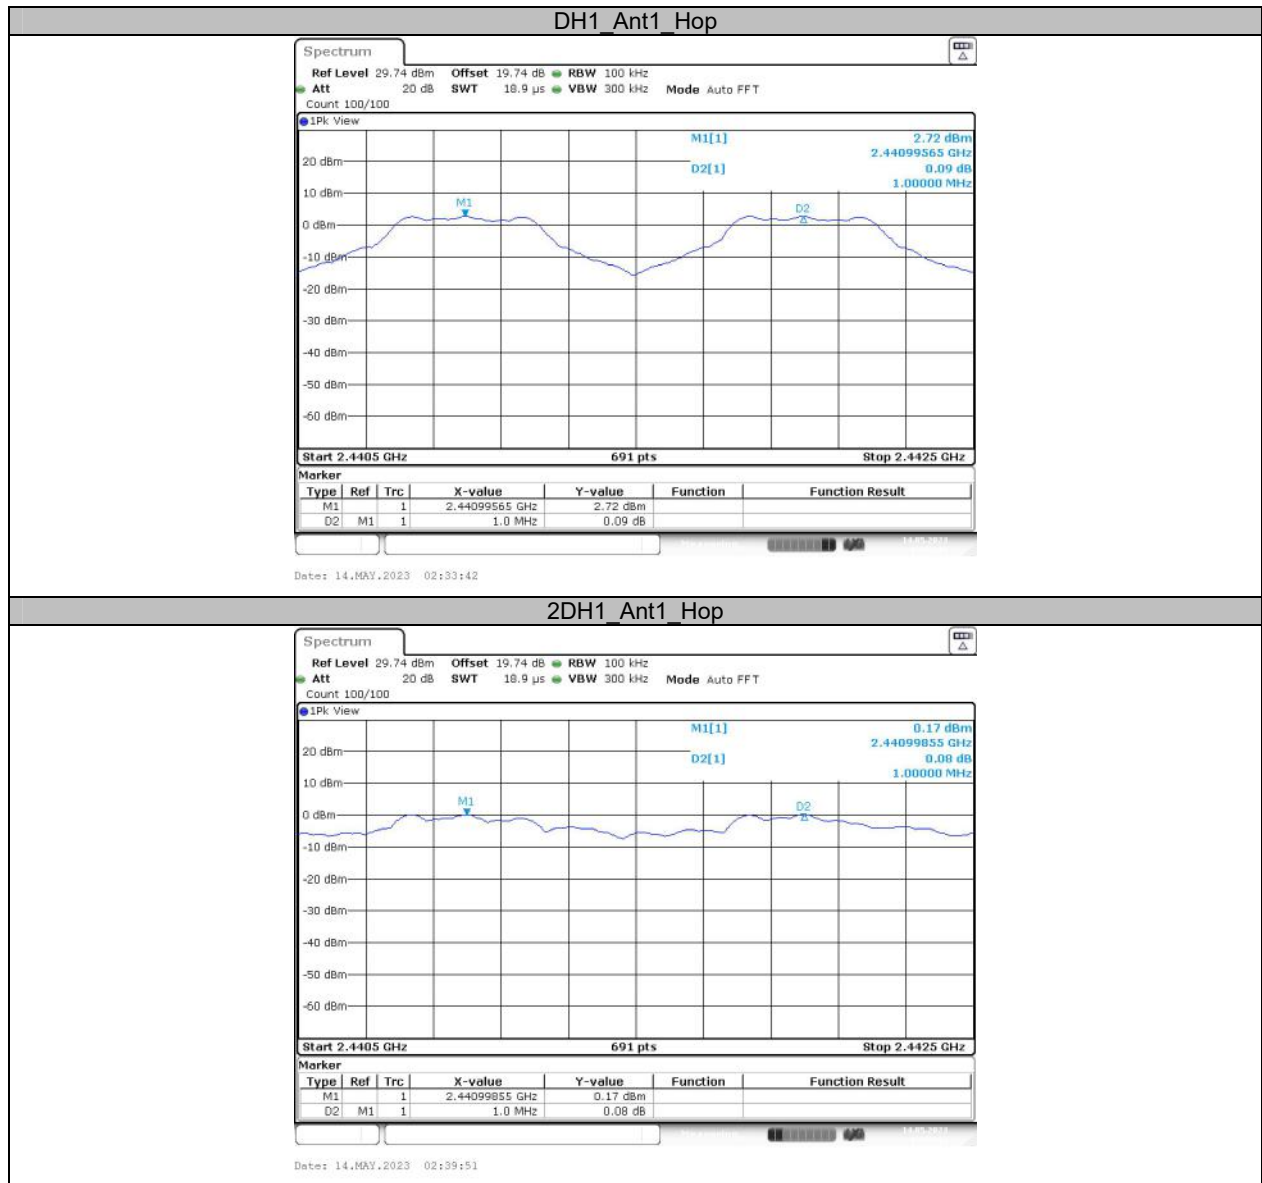 DH1_Ant1_Hop
Spectrum
Ref Level 29.74 dBm Offset 19.74 dB RBW 100 kHz
Att 20 dB SWT 18.9 µs VBW 300 kHz Mode Auto FFT
Count 100/100
1Pk View
M1[1] 2.72 dBm
2.44099565 GHz
D2[1] 0.09 dB
1.00000 MHz
20 dBm
10 dBm
M1
D2
0 dBm
-10 dBm
-20 dBm
-30 dBm
-40 dBm
-50 dBm
-60 dBm
Start 2.4405 GHz 691 pts Stop 2.4425 GHz
Marker
Type Ref Trc X-value Y-value Function Function Result
M1 1 2.44099565 GHz 2.72 dBm
D2 M1 1 1.0 MHz 0.09 dB
Date: 14.MAY.2023 02:33:42
2DH1_Ant1_Hop
Spectrum
Ref Level 29.74 dBm Offset 19.74 dB RBW 100 kHz
Att 20 dB SWT 18.9 µs VBW 300 kHz Mode Auto FFT
Count 100/100
1Pk View
M1[1] 0.17 dBm
2.44099855 GHz
D2[1] 0.08 dB
1.00000 MHz
20 dBm
10 dBm
M1
D2
0 dBm
-10 dBm
-20 dBm
-30 dBm
-40 dBm
-50 dBm
-60 dBm
Start 2.4405 GHz 691 pts Stop 2.4425 GHz
Marker
Type Ref Trc X-value Y-value Function Function Result
M1 1 2.44099855 GHz 0.17 dBm
D2 M1 1 1.0 MHz 0.08 dB
Date: 14.MAY.2023 02:39:51